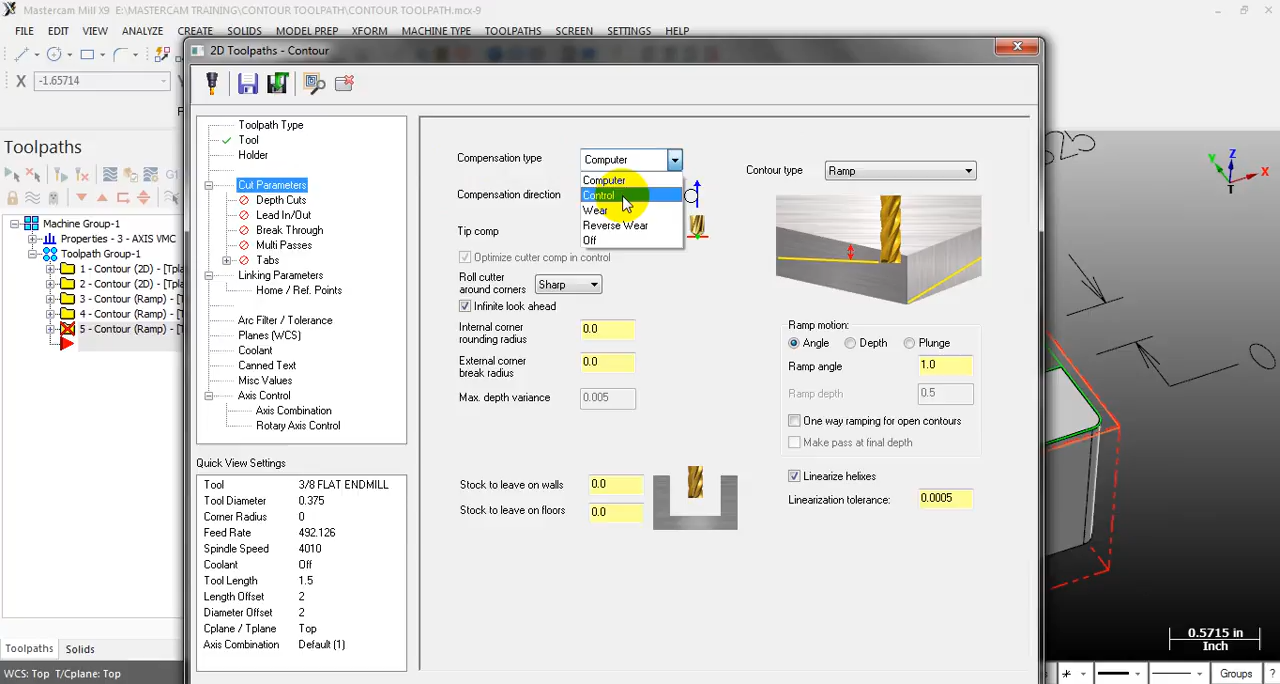 Mastercam Mill X9 E:\MASTERCAM TRAINING\CONTOUR TOOLPATH\CONTOUR TOOLPATH.mcx-9
FILE EDIT VIEW ANALYZE CREATE SOLIDS MODEL PREP XFORM MACHINE TYPE TOOLPATHS SCREEN SETTINGS HELP
2D Toolpaths - Contour
X -1.65714
Toolpaths
G1
Machine Group-1
Properties - 3 - AXIS VMC
Toolpath Group-1
1 - Contour (2D) - [Tpl
2 - Contour (2D) - [Tpl
3 - Contour (Ramp) - [T
4 - Contour (Ramp) - [T
5 - Contour (Ramp) - [T
Toolpaths Solids
WCS: Top T/Cplane: Top
Toolpath Type
Tool
Holder
Cut Parameters
Depth Cuts
Lead In/Out
Break Through
Multi Passes
Tabs
Linking Parameters
Home / Ref. Points
Arc Filter / Tolerance
Planes (WCS)
Coolant
Canned Text
Misc Values
Axis Control
Axis Combination
Rotary Axis Control
Quick View Settings
Tool 3/8 FLAT ENDMILL
Tool Diameter 0.375
Corner Radius 0
Feed Rate 492.126
Spindle Speed 4010
Coolant Off
Tool Length 1.5
Length Offset 2
Diameter Offset 2
Cplane / Tplane Top
Axis Combination Default (1)
Compensation type Computer
Computer
Control
Wear
Reverse Wear
Off
Compensation direction
Tip comp
Optimize cutter comp in control
Roll cutter
around corners Sharp
Infinite look ahead
Internal corner
rounding radius 0.0
External corner
break radius 0.0
Max. depth variance 0.005
Stock to leave on walls 0.0
Stock to leave on floors 0.0
Contour type Ramp
Ramp motion:
Angle Depth Plunge
Ramp angle 1.0
Ramp depth 0.5
One way ramping for open contours
Make pass at final depth
Linearize helixes
Linearization tolerance: 0.0005
Z
Y
X
T
0.5715 in
Inch
Groups ?